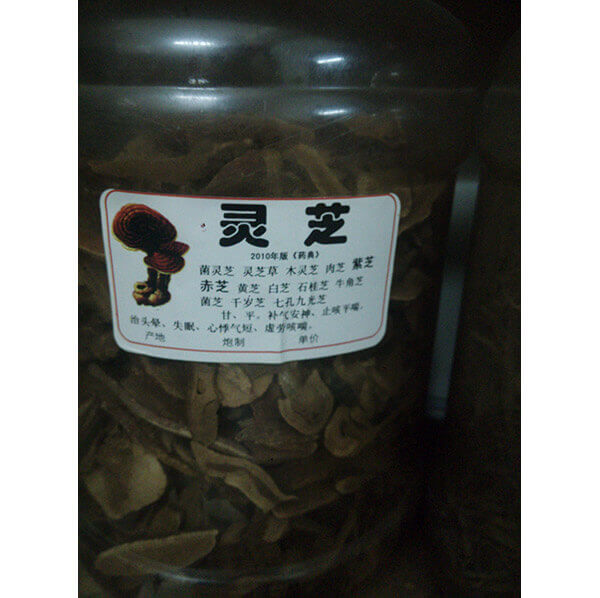 灵芝
2010年版《药典》
菌灵芝 灵芝草 木灵芝 肉芝 紫芝
赤芝 黄芝 白芝 石桂芝 牛角芝
菌芝 千岁芝 七孔九光芝
甘、平。补气安神、止咳平喘。
治头晕、失眠、心悸气短、虚劳咳喘。
产地 炮制 单价